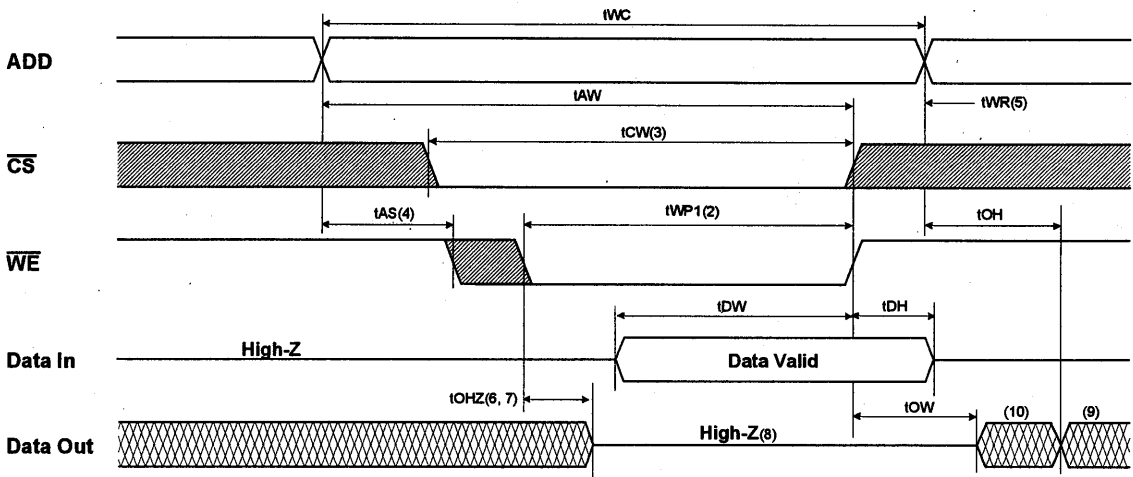 tWC
ADD
tAW
tWR(5)
tCW(3)
CS
tAS(4)
tWP1(2)
tOH
WE
tDW
tDH
High-Z
Data In
Data Valid
tOHZ(6, 7)
tOW
(10)
(9)
Data Out
High-Z(8)